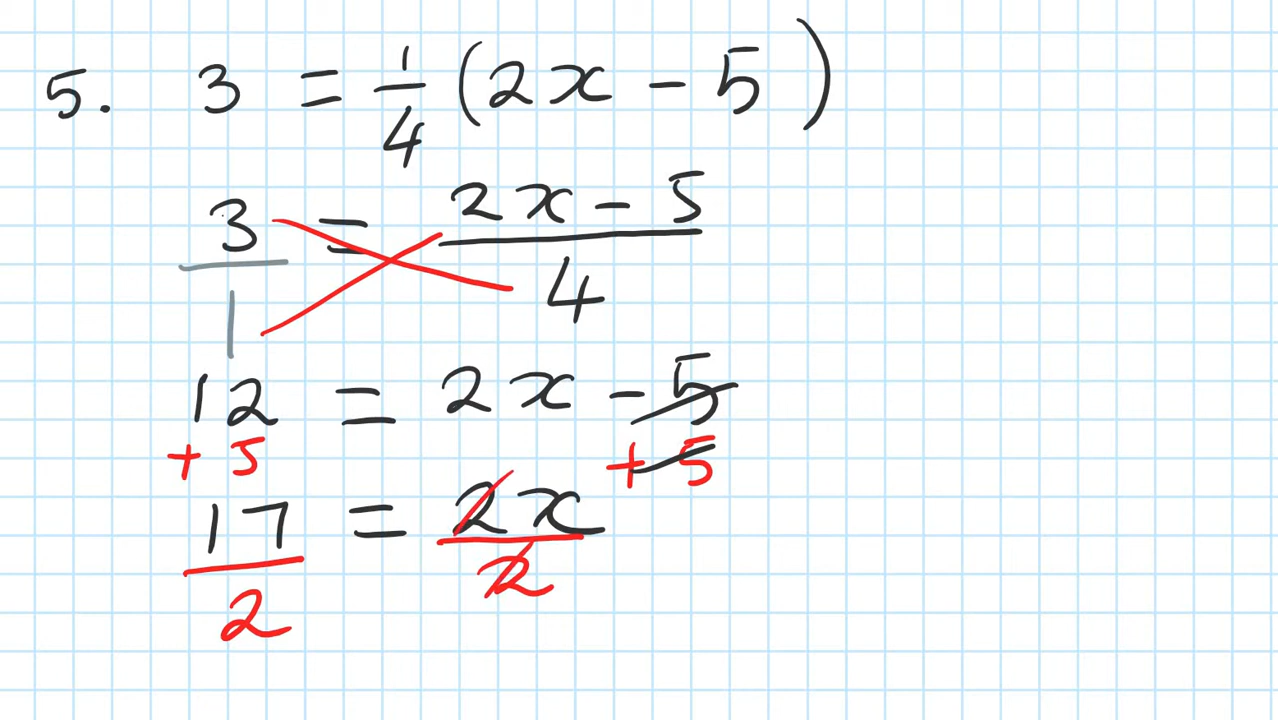 5. 3 = 1/4 (2x - 5)
3/1 = (2x - 5)/4
12 = 2x - 5
+ 5 + 5
17/2 = 2x/2